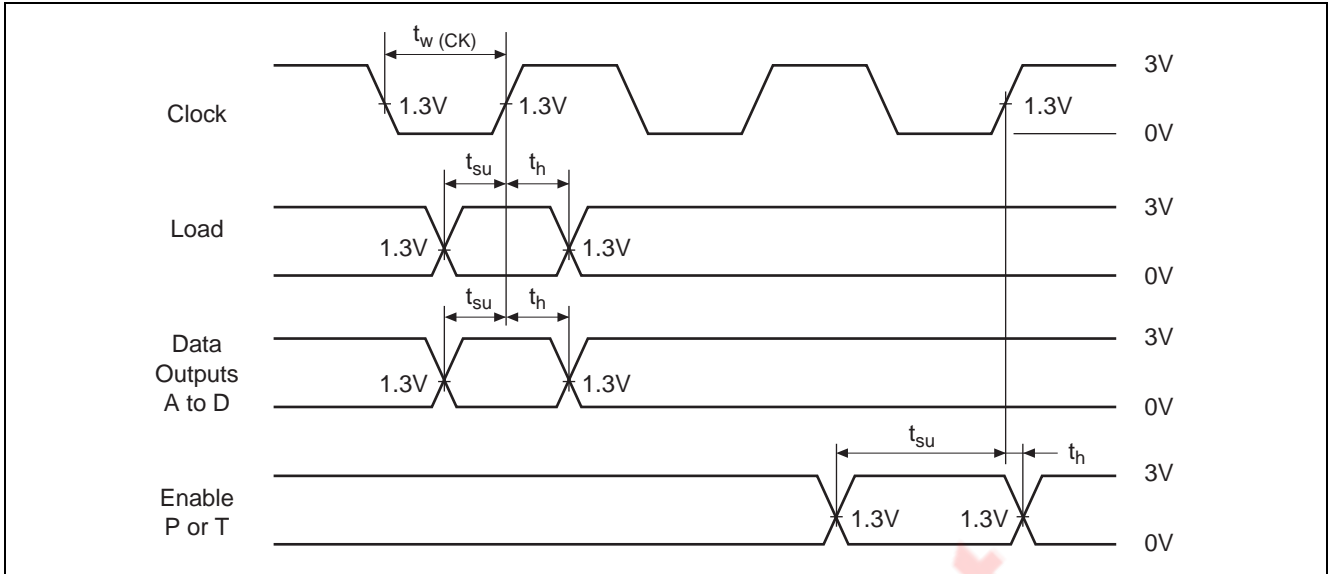 t_w (CK)
3V
Clock
1.3V
1.3V
1.3V
0V
t_su
t_h
3V
Load
1.3V
1.3V
0V
t_su
t_h
3V
Data
Outputs
A to D
1.3V
1.3V
0V
t_su
t_h
3V
Enable
P or T
1.3V
1.3V
0V